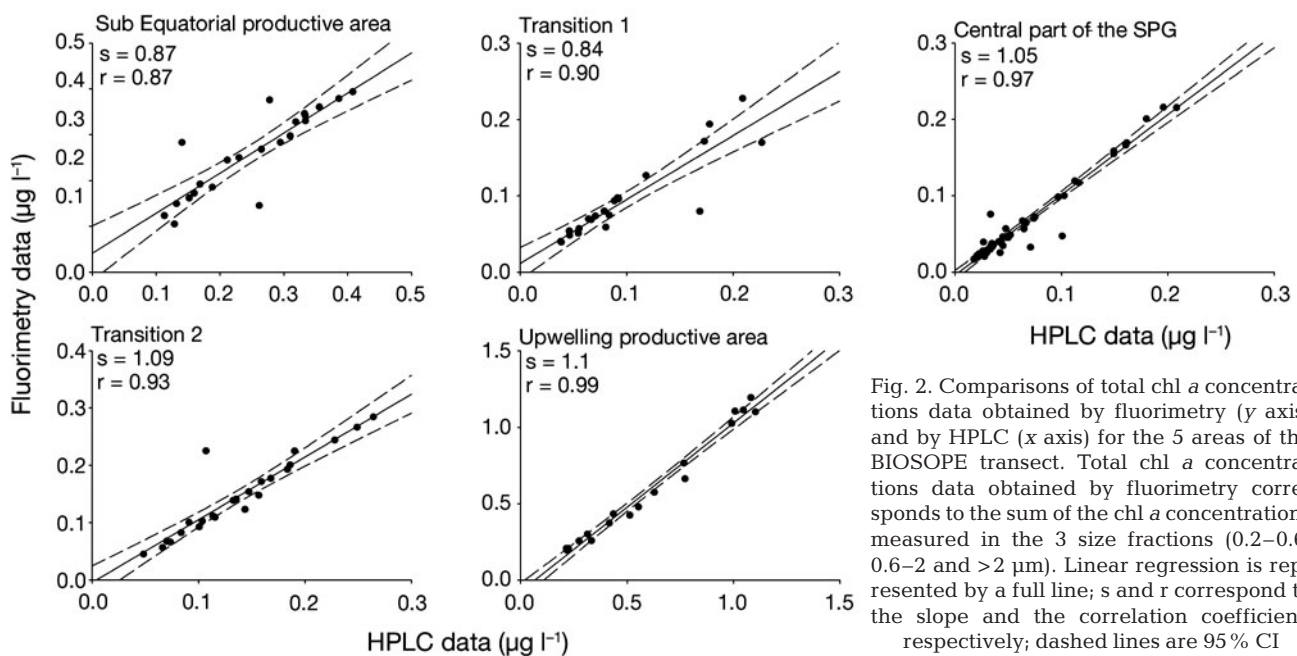 Fluorimetry data (µg l⁻¹)
Sub Equatorial productive area
s = 0.87
r = 0.87
0.5
0.4
0.3
0.2
0.1
0.0
0.0 0.1 0.2 0.3 0.4 0.5
Transition 1
s = 0.84
r = 0.90
0.3
0.2
0.1
0.0
0.0 0.1 0.2 0.3
Central part of the SPG
s = 1.05
r = 0.97
0.3
0.2
0.1
0.0
0.0 0.1 0.2 0.3
HPLC data (µg l⁻¹)
Transition 2
s = 1.09
r = 0.93
0.4
0.3
0.2
0.1
0.0
0.0 0.1 0.2 0.3
Upwelling productive area
s = 1.1
r = 0.99
1.5
1.0
0.5
0.0
0.0 0.5 1.0 1.5
HPLC data (µg l⁻¹)
Fig. 2. Comparisons of total chl a concentra
tions data obtained by fluorimetry (y axis
and by HPLC (x axis) for the 5 areas of th
BIOSOPE transect. Total chl a concentra
tions data obtained by fluorimetry corre
sponds to the sum of the chl a concentration
measured in the 3 size fractions (0.2–0.6
0.6–2 and >2 µm). Linear regression is rep
resented by a full line; s and r correspond t
the slope and the correlation coefficien
respectively; dashed lines are 95 % CI